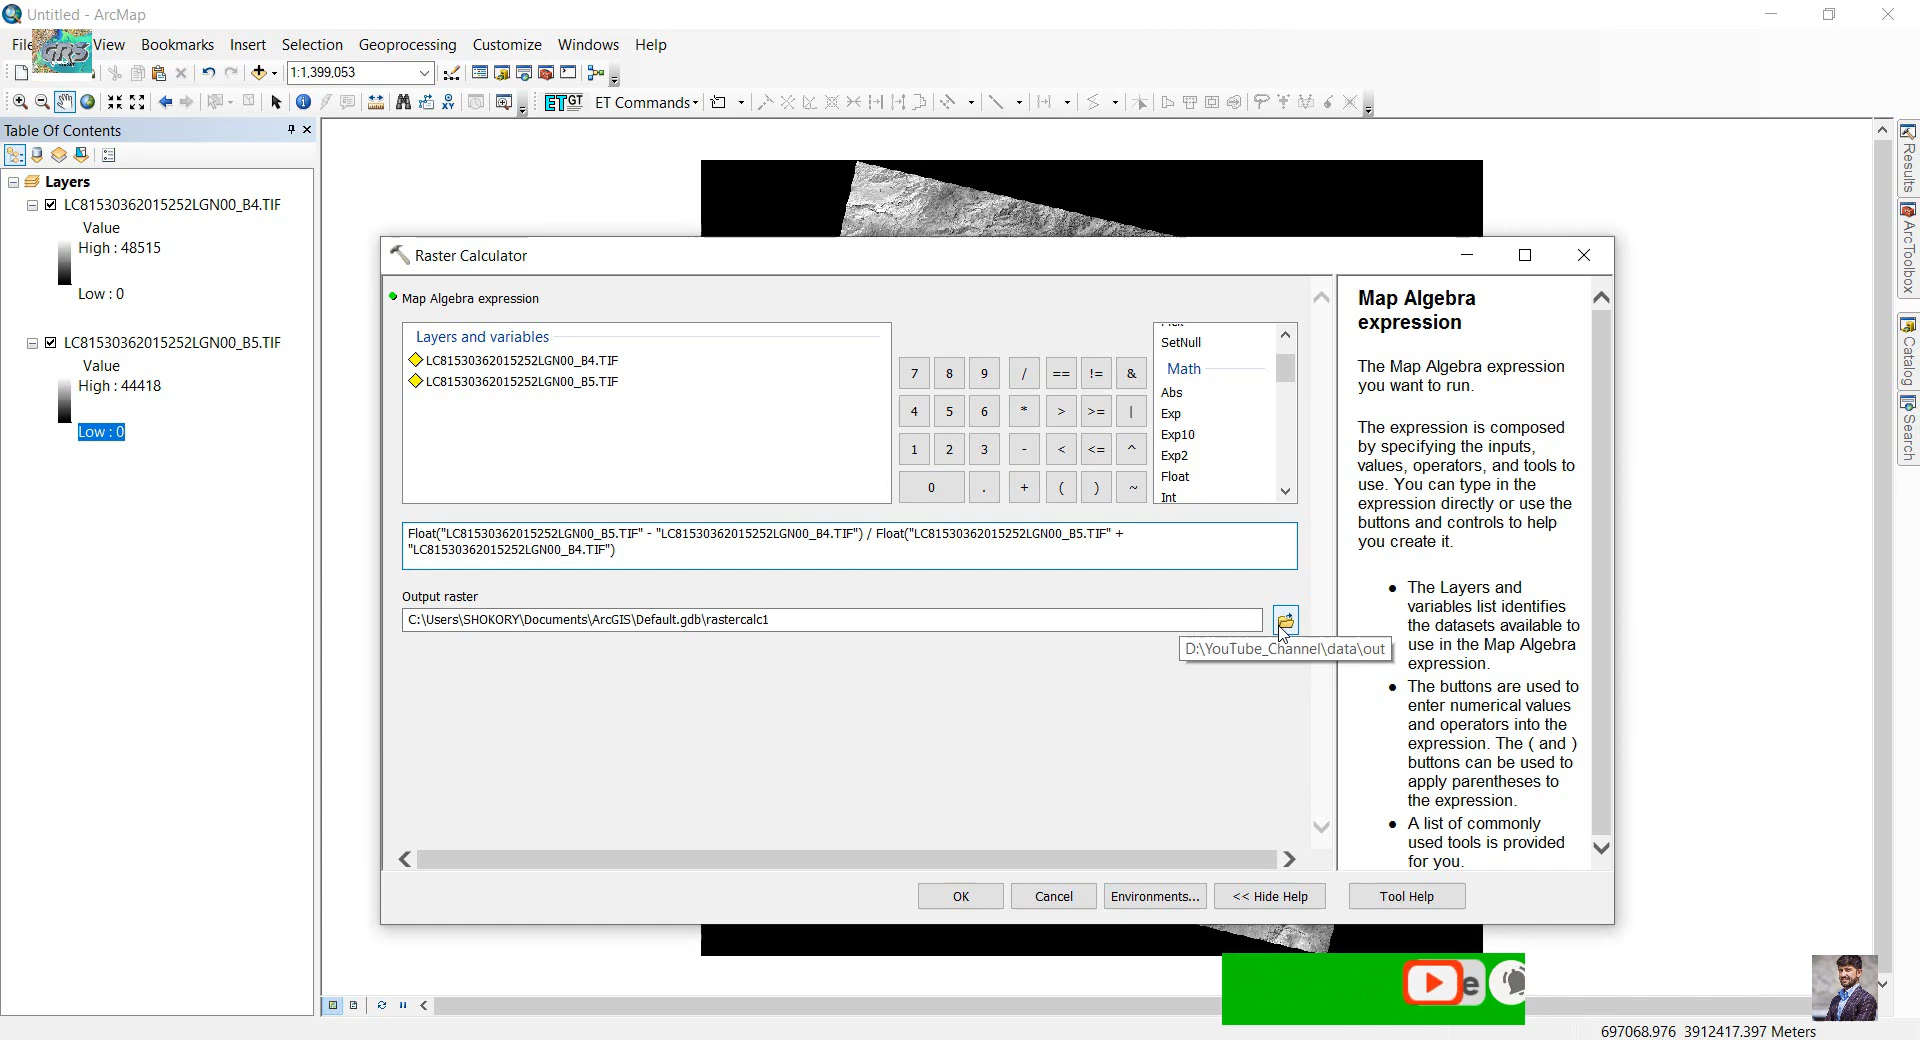 Untitled - ArcMap
File
View
Bookmarks
Insert
Selection
Geoprocessing
Customize
Windows
Help
GRS
1:1,399,053
ET GT
ET Commands
Table Of Contents
Layers
LC81530362015252LGN00_B4.TIF
Value
High : 48515
Low : 0
LC81530362015252LGN00_B5.TIF
Value
High : 44418
Low : 0
Raster Calculator
Map Algebra expression
Layers and variables
LC81530362015252LGN00_B4.TIF
LC81530362015252LGN00_B5.TIF
7 8 9 / == != &
4 5 6 * > >= |
1 2 3 - < <= ^
0 . + ( ) ~
Pick
SetNull
Math
Abs
Exp
Exp10
Exp2
Float
Int
Float("LC81530362015252LGN00_B5.TIF" - "LC81530362015252LGN00_B4.TIF") / Float("LC81530362015252LGN00_B5.TIF" +
"LC81530362015252LGN00_B4.TIF")
Output raster
C:\Users\SHOKORY\Documents\ArcGIS\Default.gdb\rastercalc1
D:\YouTube_Channel\data\out
OK
Cancel
Environments...
<< Hide Help
Tool Help
Map Algebra
expression
The Map Algebra expression
you want to run.
The expression is composed
by specifying the inputs,
values, operators, and tools to
use. You can type in the
expression directly or use the
buttons and controls to help
you create it.
• The Layers and
variables list identifies
the datasets available to
use in the Map Algebra
expression.
• The buttons are used to
enter numerical values
and operators into the
expression. The ( and )
buttons can be used to
apply parentheses to
the expression.
• A list of commonly
used tools is provided
for you.
Results
ArcToolbox
Catalog
Search
e
697068.976 3912417.397 Meters